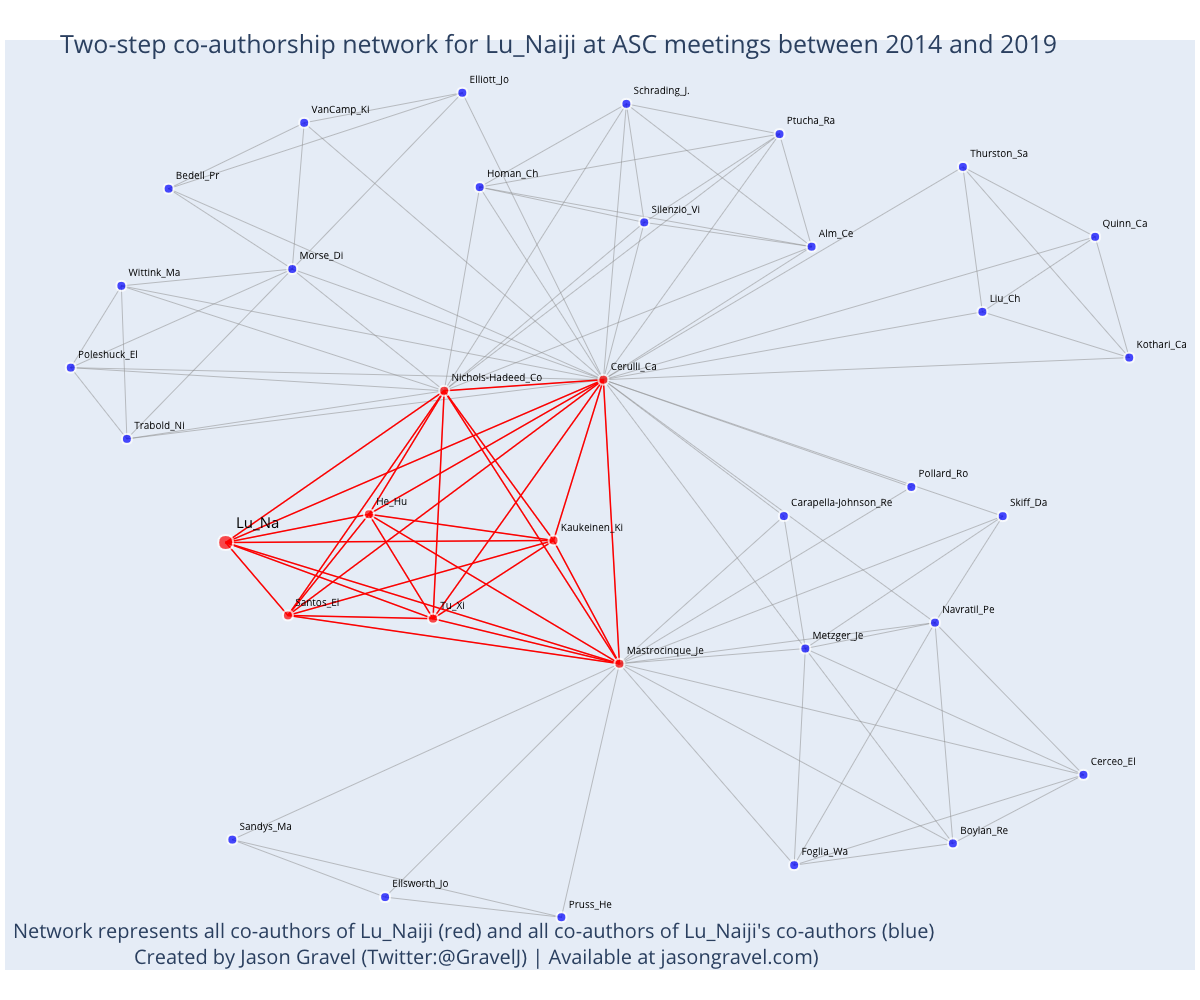 Two-step co-authorship network for Lu_Naiji at ASC meetings between 2014 and 2019
Elliott_Jo
Schrading_J.
VanCamp_Ki
Ptucha_Ra
Thurston_Sa
Bedell_Pr
Homan_Ch
Silenzio_Vi
Quinn_Ca
Alm_Ce
Morse_Di
Wittink_Ma
Liu_Ch
Kothari_Ca
Poleshuck_El
Cerulli_Ca
Nichols-Hadeed_Co
Trabold_Ni
Pollard_Ro
He_Hu
Carapella-Johnson_Re
Skiff_Da
Lu_Na
Kaukeinen_Ki
Santos_El
Tu_Xi
Navratil_Pe
Metzger_Je
Mastrocinque_Je
Cerceo_El
Sandys_Ma
Boylan_Re
Foglia_Wa
Ellsworth_Jo
Pruss_He
Network represents all co-authors of Lu_Naiji (red) and all co-authors of Lu_Naiji's co-authors (blue)
Created by Jason Gravel (Twitter:@GravelJ) | Available at jasongravel.com)